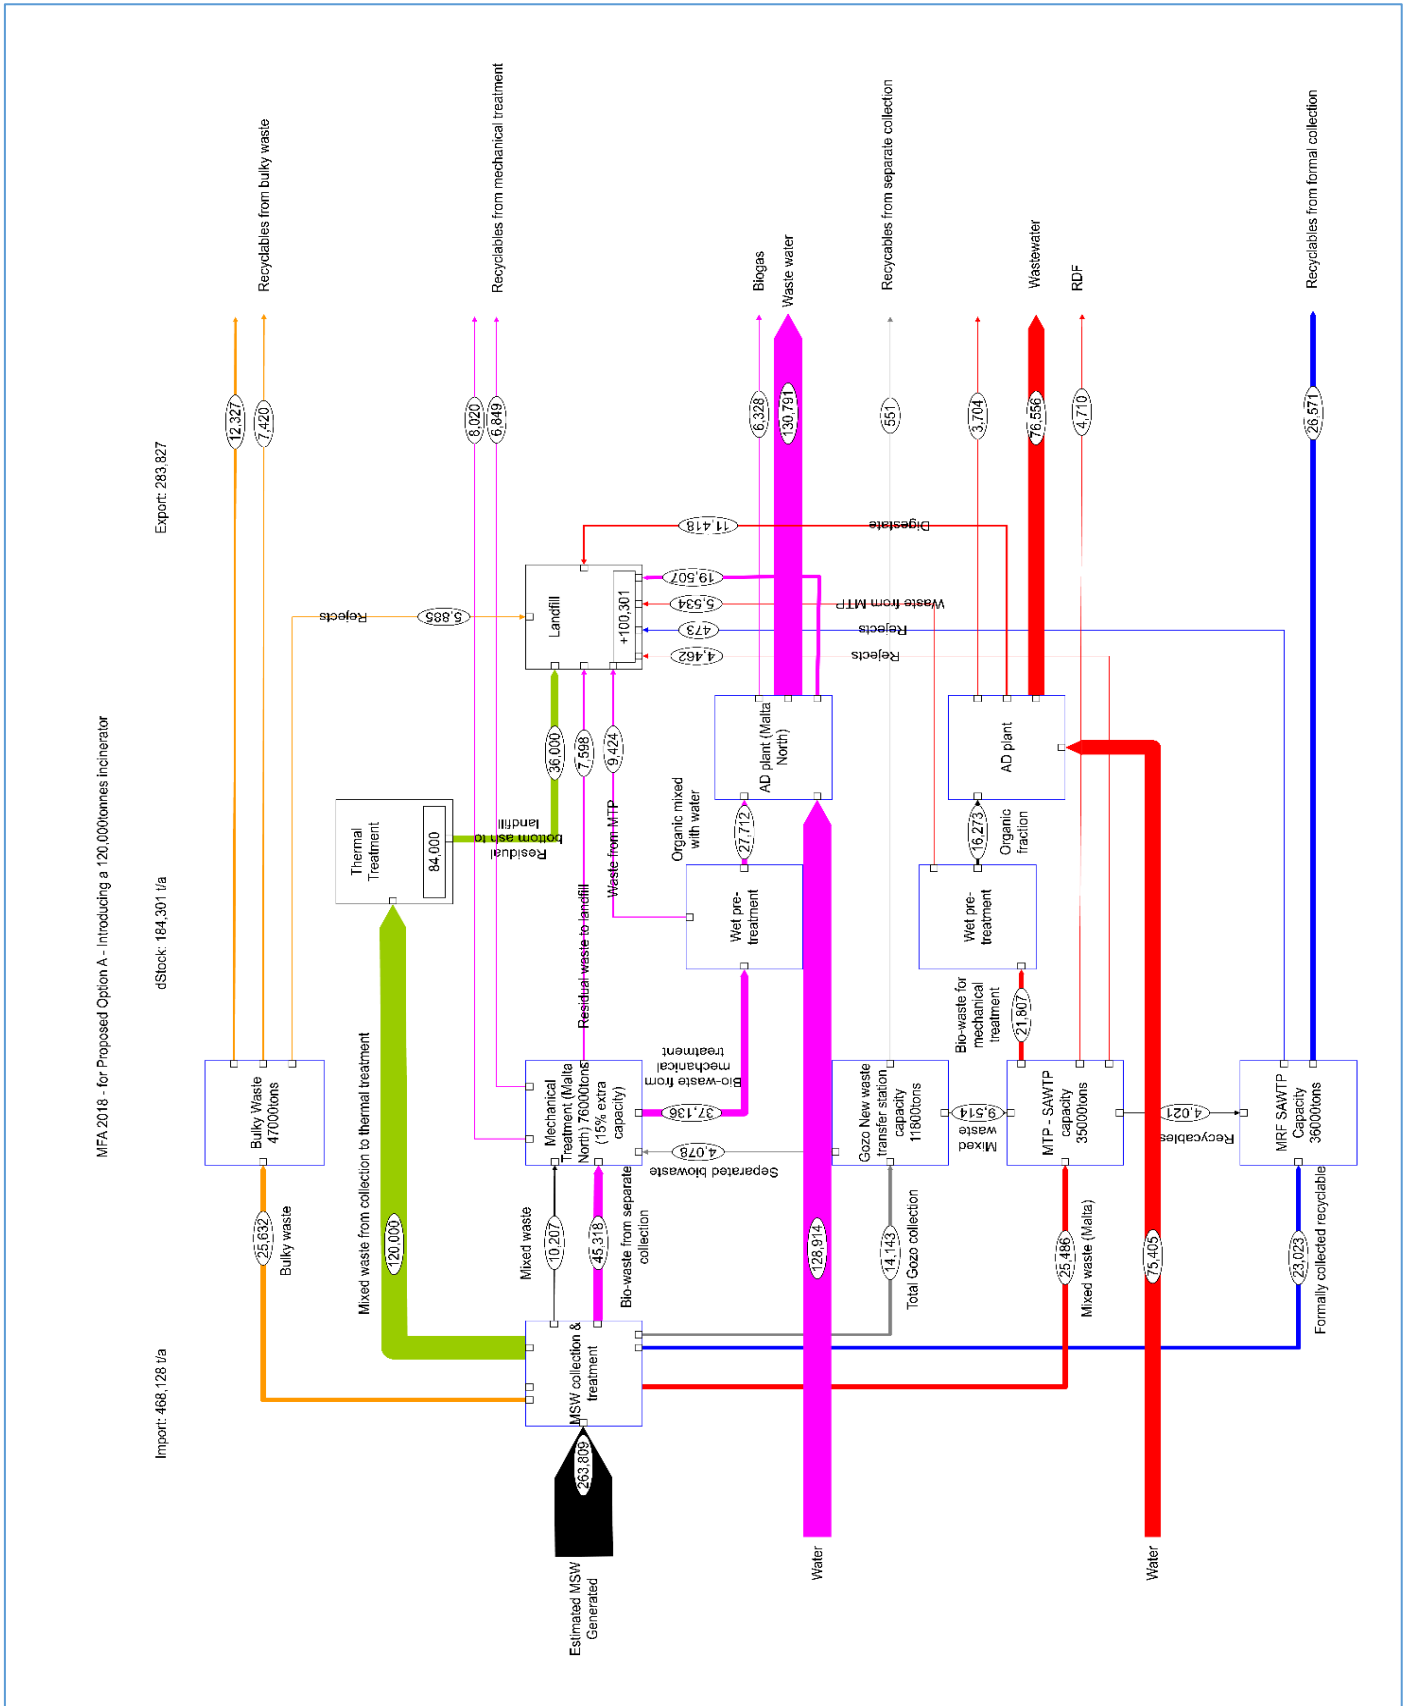 MFA 2018 - for Proposed Option A - Introducing a 120,000tonnes incinerator
Import: 468,128 t/a
dStock: 184,301 t/a
Export: 283,827
Estimated MSW
Generated
263,809
MSW collection &
treatment
25,632
Bulky waste
Bulky Waste
47000tons
12,327
7,420
Recyclables from bulky waste
Rejects
5,885
Mixed waste from collection to thermal treatment
120,000
Thermal
Treatment
84,000
Residual
bottom ash to
landfill
36,000
Landfill
+100,301
Mixed waste
10,207
45,318
Bio-waste from separate
collection
Mechanical
Treatment (Malta
North) 76000tons
(15% extra
capacity)
8,020
6,849
Recyclables from mechanical treatment
Residual waste to landfill
7,598
Waste from MTP
9,424
Bio-waste from
mechanical
treatment
37,136
Separated biowaste
4,078
Wet pre-
treatment
Organic mixed
with water
27,712
AD plant (Malta
North)
6,328
Biogas
130,791
Waste water
19,507
Water
128,914
14,143
Total Gozo collection
Gozo New waste
transfer station
capacity
11800tons
551
Recycables from separate collection
Mixed
waste
9,514
25,486
Mixed waste (Malta)
MTP - SAWTP
capacity
35000tons
Bio-waste for
mechanical
treatment
21,807
Wet pre-
treatment
Organic
fraction
16,273
AD plant
3,704
76,556
Wastewater
4,710
RDF
Digestate
11,418
Waste from MTP
5,534
Rejects
473
Rejects
4,462
Water
75,405
Recycables
4,021
23,023
Formally collected recyclable
MRF SAWTP
Capacity
36000tons
26,571
Recyclables from formal collection